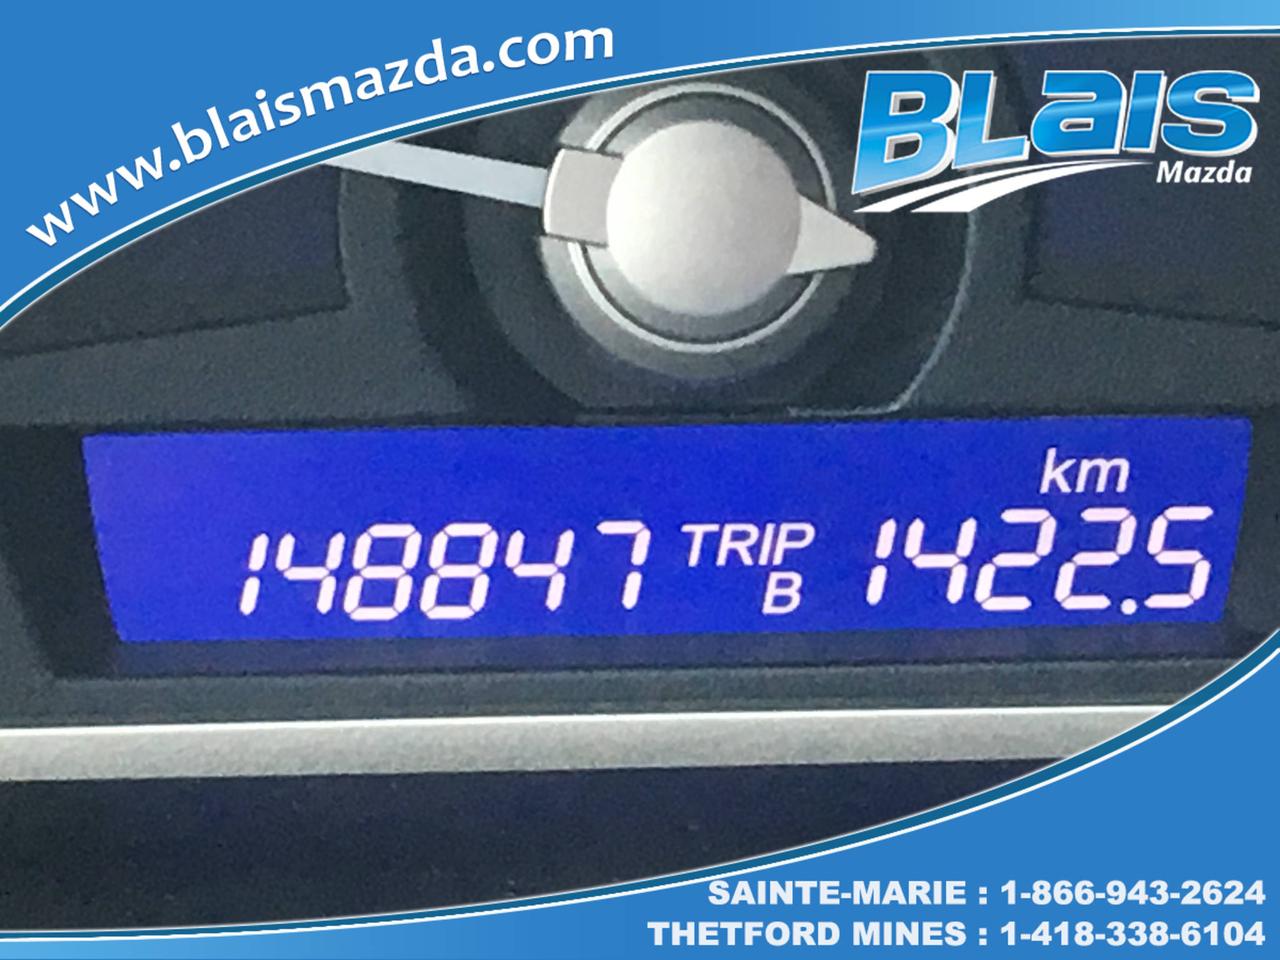 www.blaismazda.com
BLaIS
Mazda
km
148847 TRIP B 1422.5
SAINTE-MARIE : 1-866-943-2624
THETFORD MINES : 1-418-338-6104